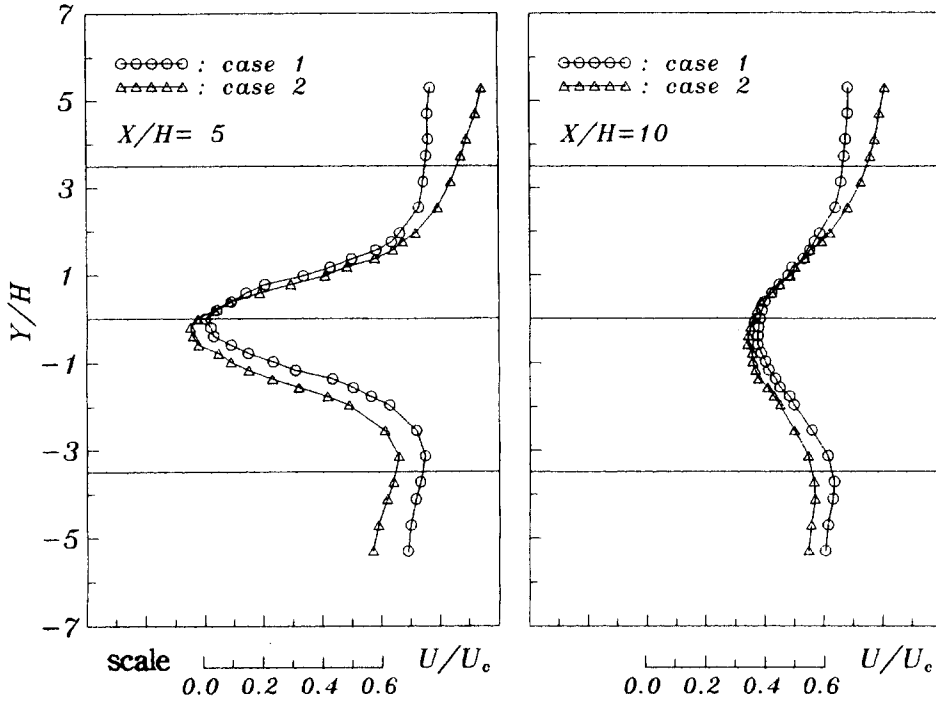 7
5
3
1
-1
-3
-5
-7
Y/H
: case 1
: case 2
X/H= 5
: case 1
: case 2
X/H=10
scale
U/Uc
0.0 0.2 0.4 0.6
U/Uc
0.0 0.2 0.4 0.6